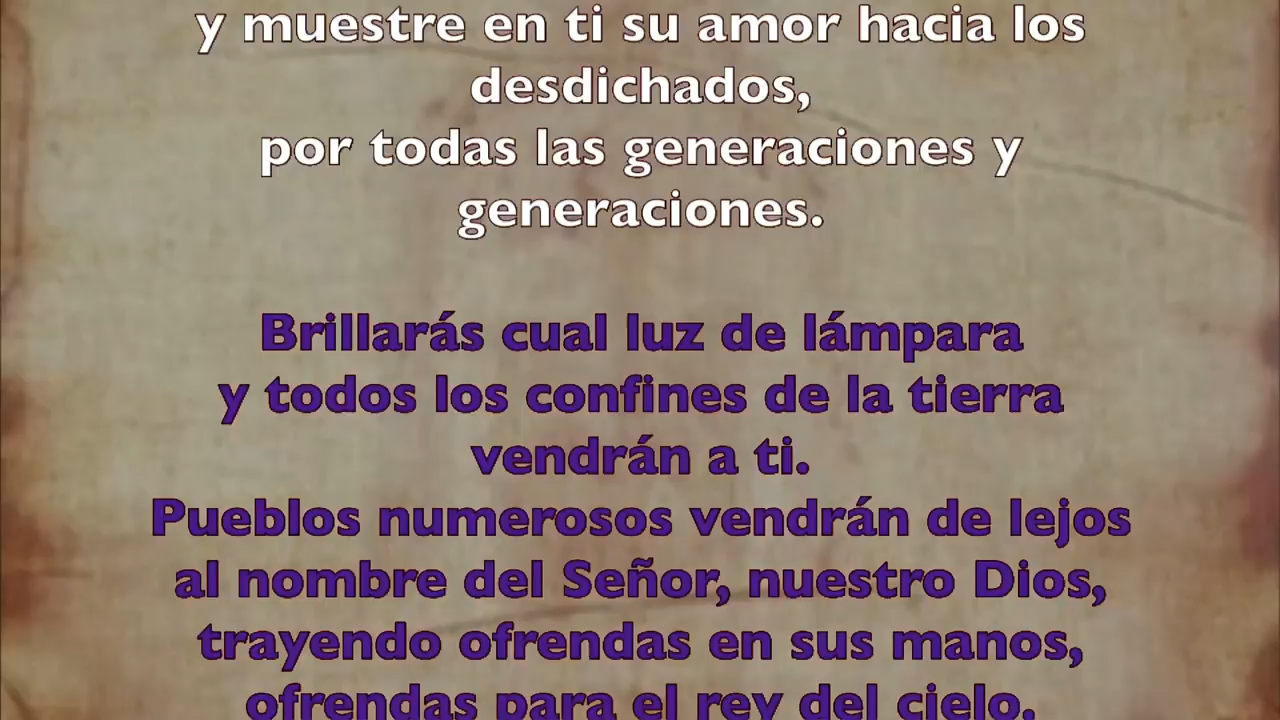 y muestre en ti su amor hacia los
desdichados,
por todas las generaciones y
generaciones.
Brillarás cual luz de lámpara
y todos los confines de la tierra
vendrán a ti.
Pueblos numerosos vendrán de lejos
al nombre del Señor, nuestro Dios,
trayendo ofrendas en sus manos,
ofrendas para el rey del cielo.